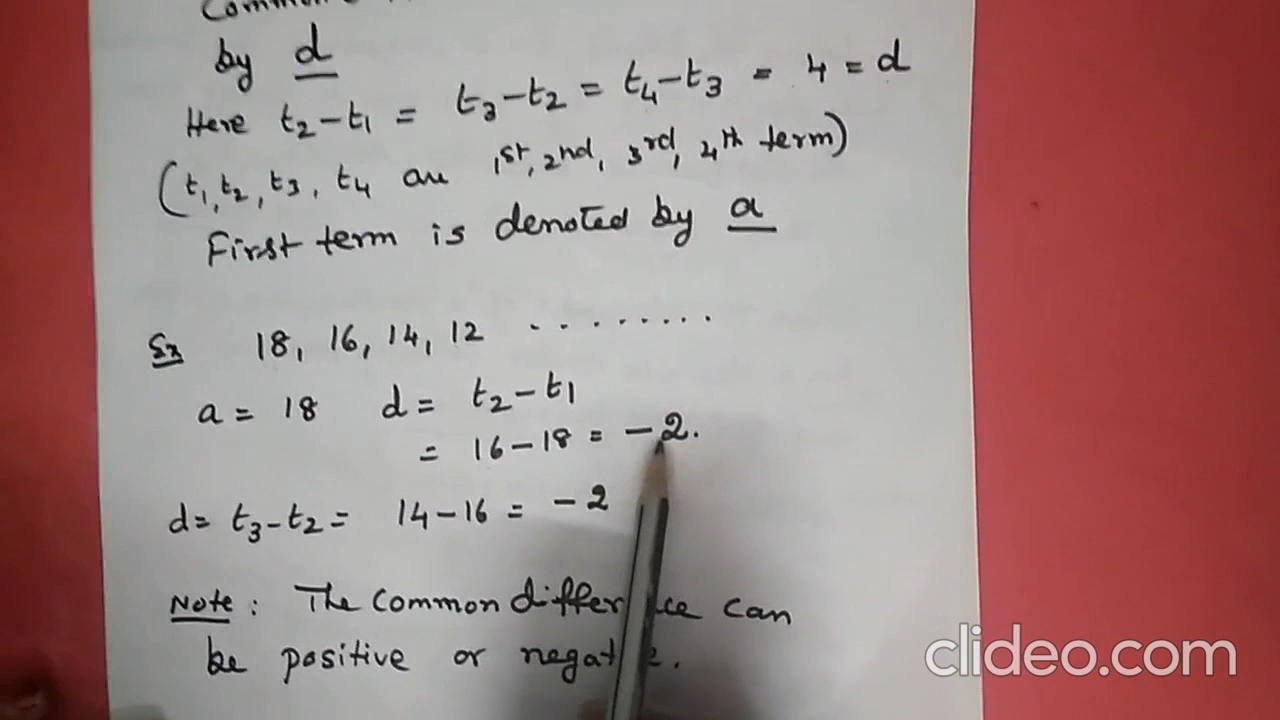 by d
Here t₂-t₁ = t₃-t₂ = t₄-t₃ = 4 = d
(t₁, t₂, t₃, t₄ are 1st, 2nd, 3rd, 4th term)
First term is denoted by a
Ex 18, 16, 14, 12 ........
a = 18 d = t₂-t₁
= 16-18 = -2.
d= t₃-t₂ = 14-16 = -2
Note: The common difference can
be positive or negative.
clideo.com